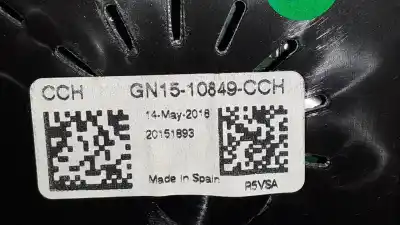 CCH GN15-10849-CCH
14-May-2018
20151893
Made in Spain
R5VSA